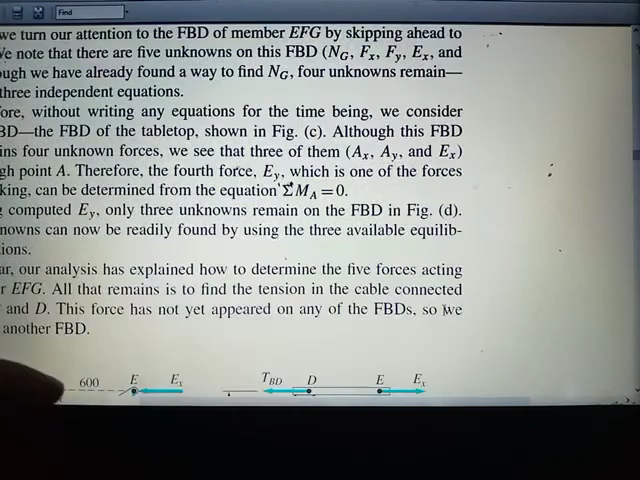 Find
we turn our attention to the FBD of member EFG by skipping ahead to
We note that there are five unknowns on this FBD (N_G, F_x, F_y, E_x, and
ough we have already found a way to find N_G, four unknowns remain—
three independent equations.
ore, without writing any equations for the time being, we consider
BD—the FBD of the tabletop, shown in Fig. (c). Although this FBD
ins four unknown forces, we see that three of them (A_x, A_y, and E_x)
gh point A. Therefore, the fourth force, E_y, which is one of the forces
king, can be determined from the equation ΣM_A = 0.
g computed E_y, only three unknowns remain on the FBD in Fig. (d).
nowns can now be readily found by using the three available equilib-
ions.
ar, our analysis has explained how to determine the five forces acting
r EFG. All that remains is to find the tension in the cable connected
and D. This force has not yet appeared on any of the FBDs, so we
another FBD.
600 E E_x T_BD D E E_x